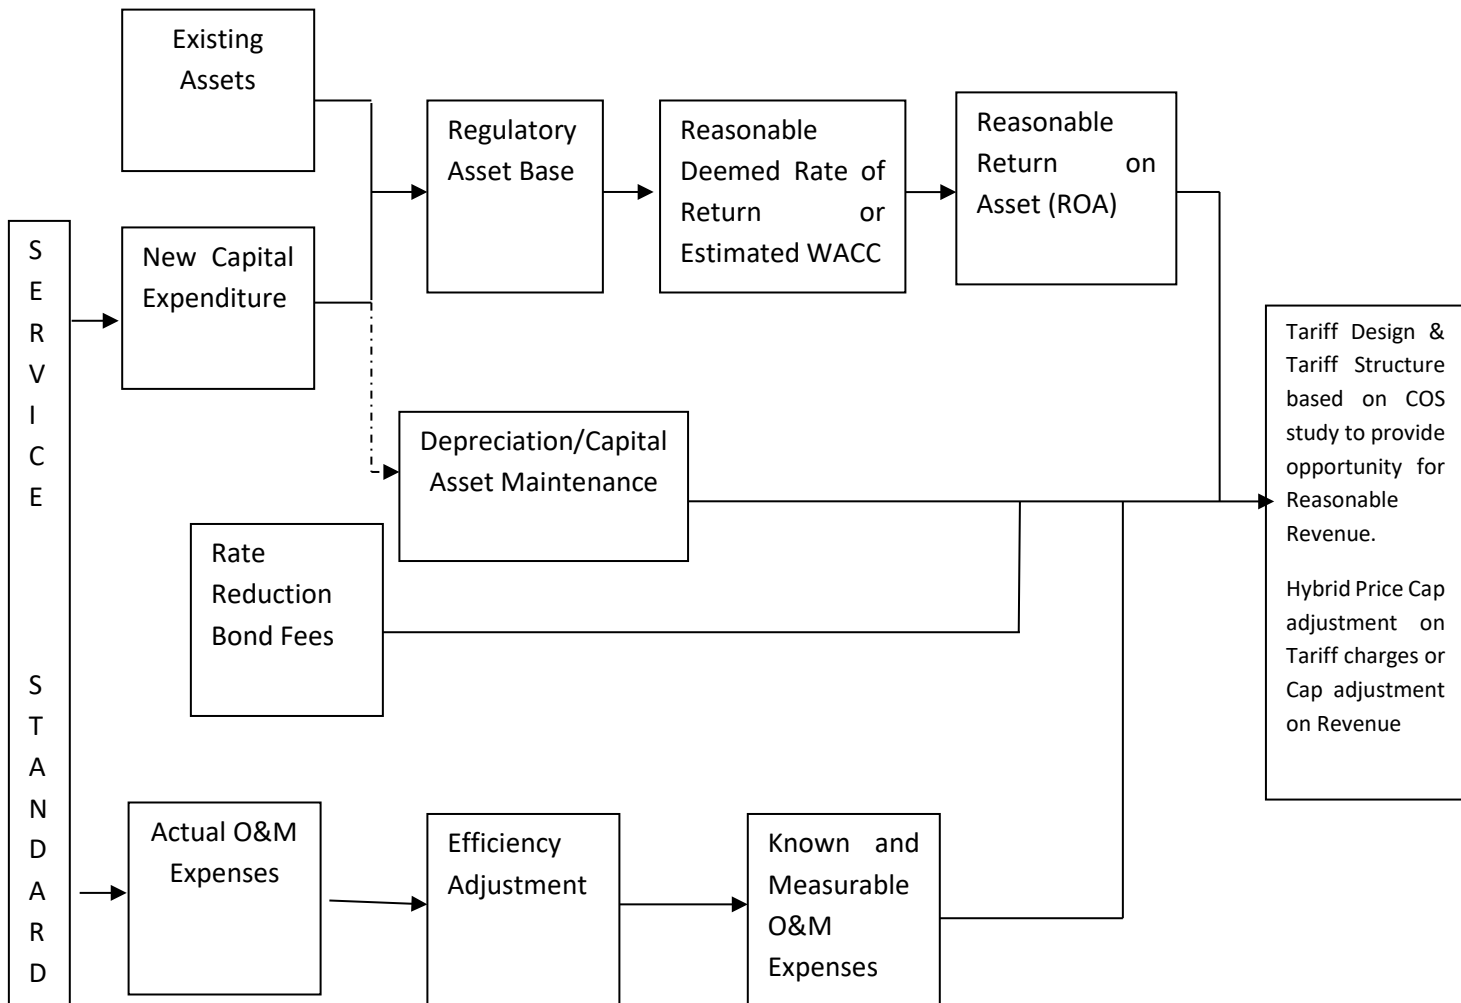 Existing
Assets
Regulatory
Asset Base
Reasonable
Deemed Rate of
Return or
Estimated WACC
Reasonable
Return on
Asset (ROA)
S
E
R
V
I
C
E
S
T
A
N
D
A
R
D
New Capital
Expenditure
Depreciation/Capital
Asset Maintenance
Rate
Reduction
Bond Fees
Actual O&M
Expenses
Efficiency
Adjustment
Known and
Measurable
O&M
Expenses
Tariff Design &
Tariff Structure
based on COS
study to provide
opportunity for
Reasonable
Revenue.
Hybrid Price Cap
adjustment on
Tariff charges or
Cap adjustment
on Revenue